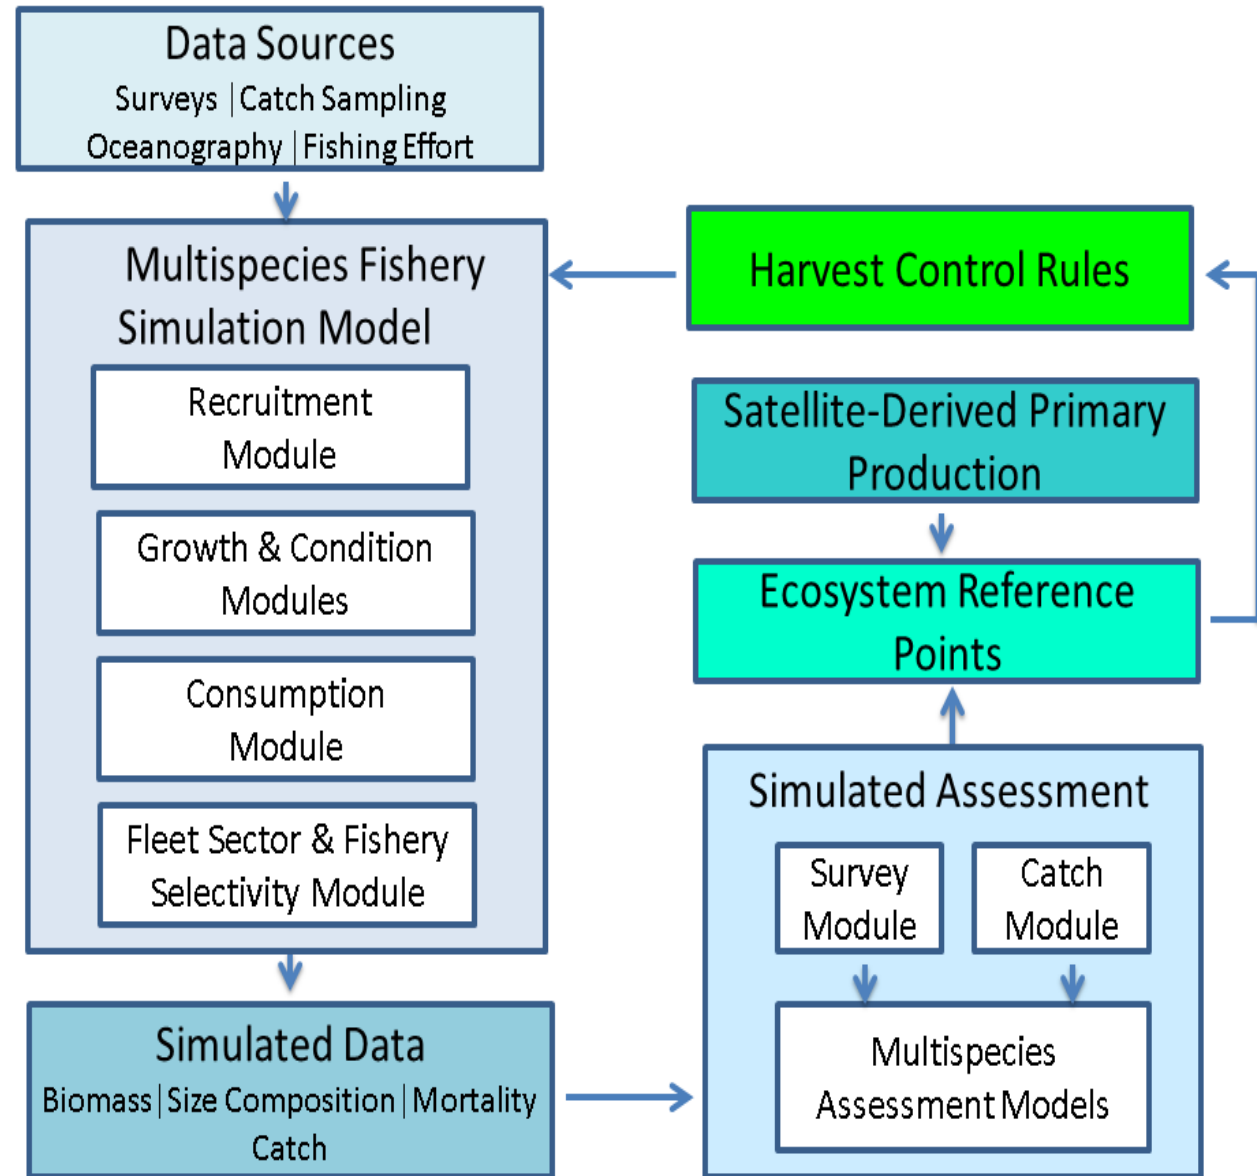 Data Sources
Surveys |Catch Sampling
Oceanography |Fishing Effort
Multispecies Fishery
Simulation Model
Recruitment
Module
Growth & Condition
Modules
Consumption
Module
Fleet Sector & Fishery
Selectivity Module
Simulated Data
Biomass|Size Composition|Mortality
Catch
Harvest Control Rules
Satellite-Derived Primary
Production
Ecosystem Reference
Points
Simulated Assessment
Survey
Module
Catch
Module
Multispecies
Assessment Models